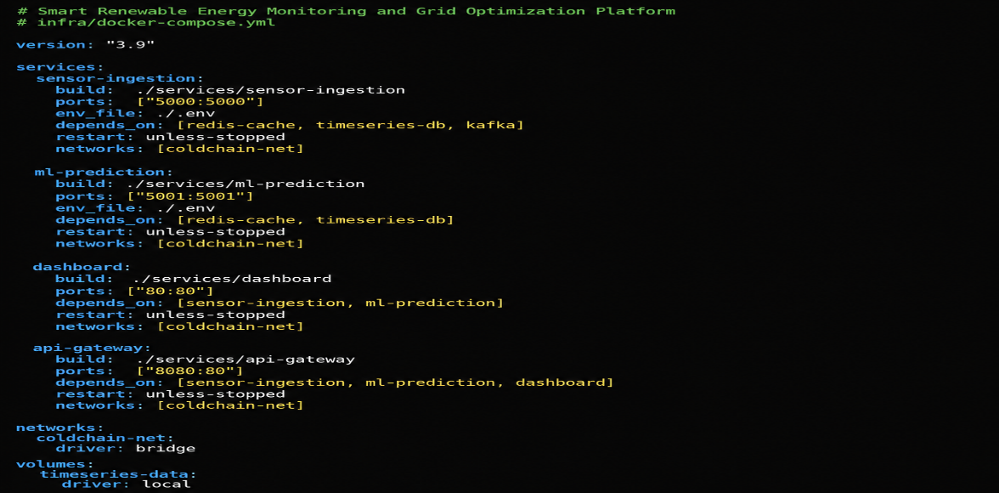 # Smart Renewable Energy Monitoring and Grid Optimization Platform
# infra/docker-compose.yml

version: "3.9"

services:
  sensor-ingestion:
    build:  ./services/sensor-ingestion
    ports:  ["5000:5000"]
    env_file: ./.env
    depends_on: [redis-cache, timeseries-db, kafka]
    restart: unless-stopped
    networks: [coldchain-net]

  ml-prediction:
    build: ./services/ml-prediction
    ports: ["5001:5001"]
    env_file: ./.env
    depends_on: [redis-cache, timeseries-db]
    restart: unless-stopped
    networks: [coldchain-net]

  dashboard:
    build:  ./services/dashboard
    ports: ["80:80"]
    depends_on: [sensor-ingestion, ml-prediction]
    restart: unless-stopped
    networks: [coldchain-net]

  api-gateway:
    build:  ./services/api-gateway
    ports:  ["8080:80"]
    depends_on: [sensor-ingestion, ml-prediction, dashboard]
    restart: unless-stopped
    networks: [coldchain-net]

networks:
  coldchain-net:
    driver: bridge
volumes:
  timeseries-data:
    driver: local